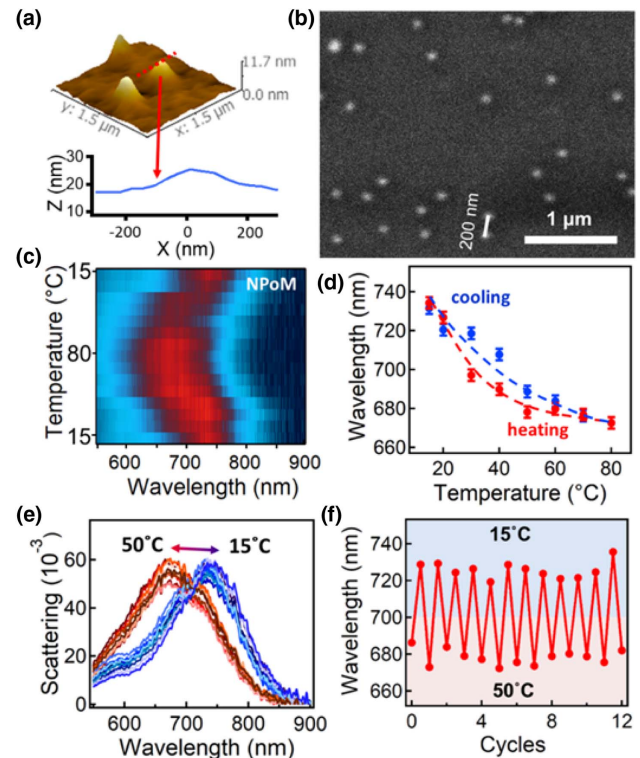 (a)
11.7 nm
0.0 nm
y: 1.5 µm
x: 1.5 µm
Z (nm)
30
20
10
-200
0
200
X (nm)
(b)
200 nm
1 µm
(c)
NPoM
Temperature (°C)
15
80
15
600
700
800
900
Wavelength (nm)
(d)
cooling
heating
Wavelength (nm)
740
720
700
680
660
20
40
60
80
Temperature (°C)
(e)
50°C
15°C
Scattering (10⁻³)
60
40
20
0
600
700
800
900
Wavelength (nm)
(f)
15°C
50°C
Wavelength (nm)
740
720
700
680
660
0
4
8
12
Cycles